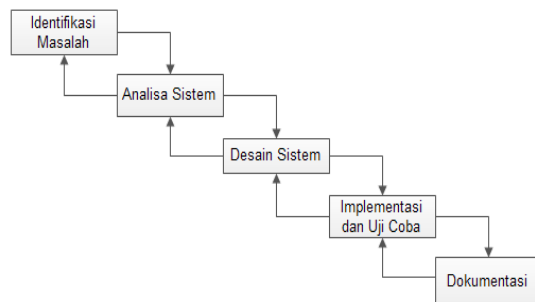 Identifikasi
Masalah
Analisa Sistem
Desain Sistem
Implementasi
dan Uji Coba
Dokumentasi